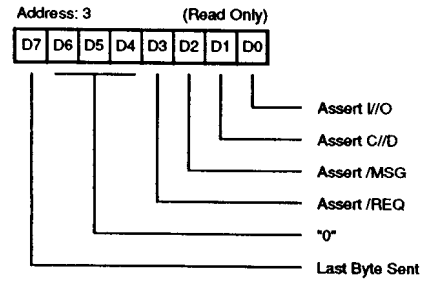 Address: 3 (Read Only)
D7 D6 D5 D4 D3 D2 D1 D0
Assert I//O
Assert C//D
Assert /MSG
Assert /REQ
"0"
Last Byte Sent